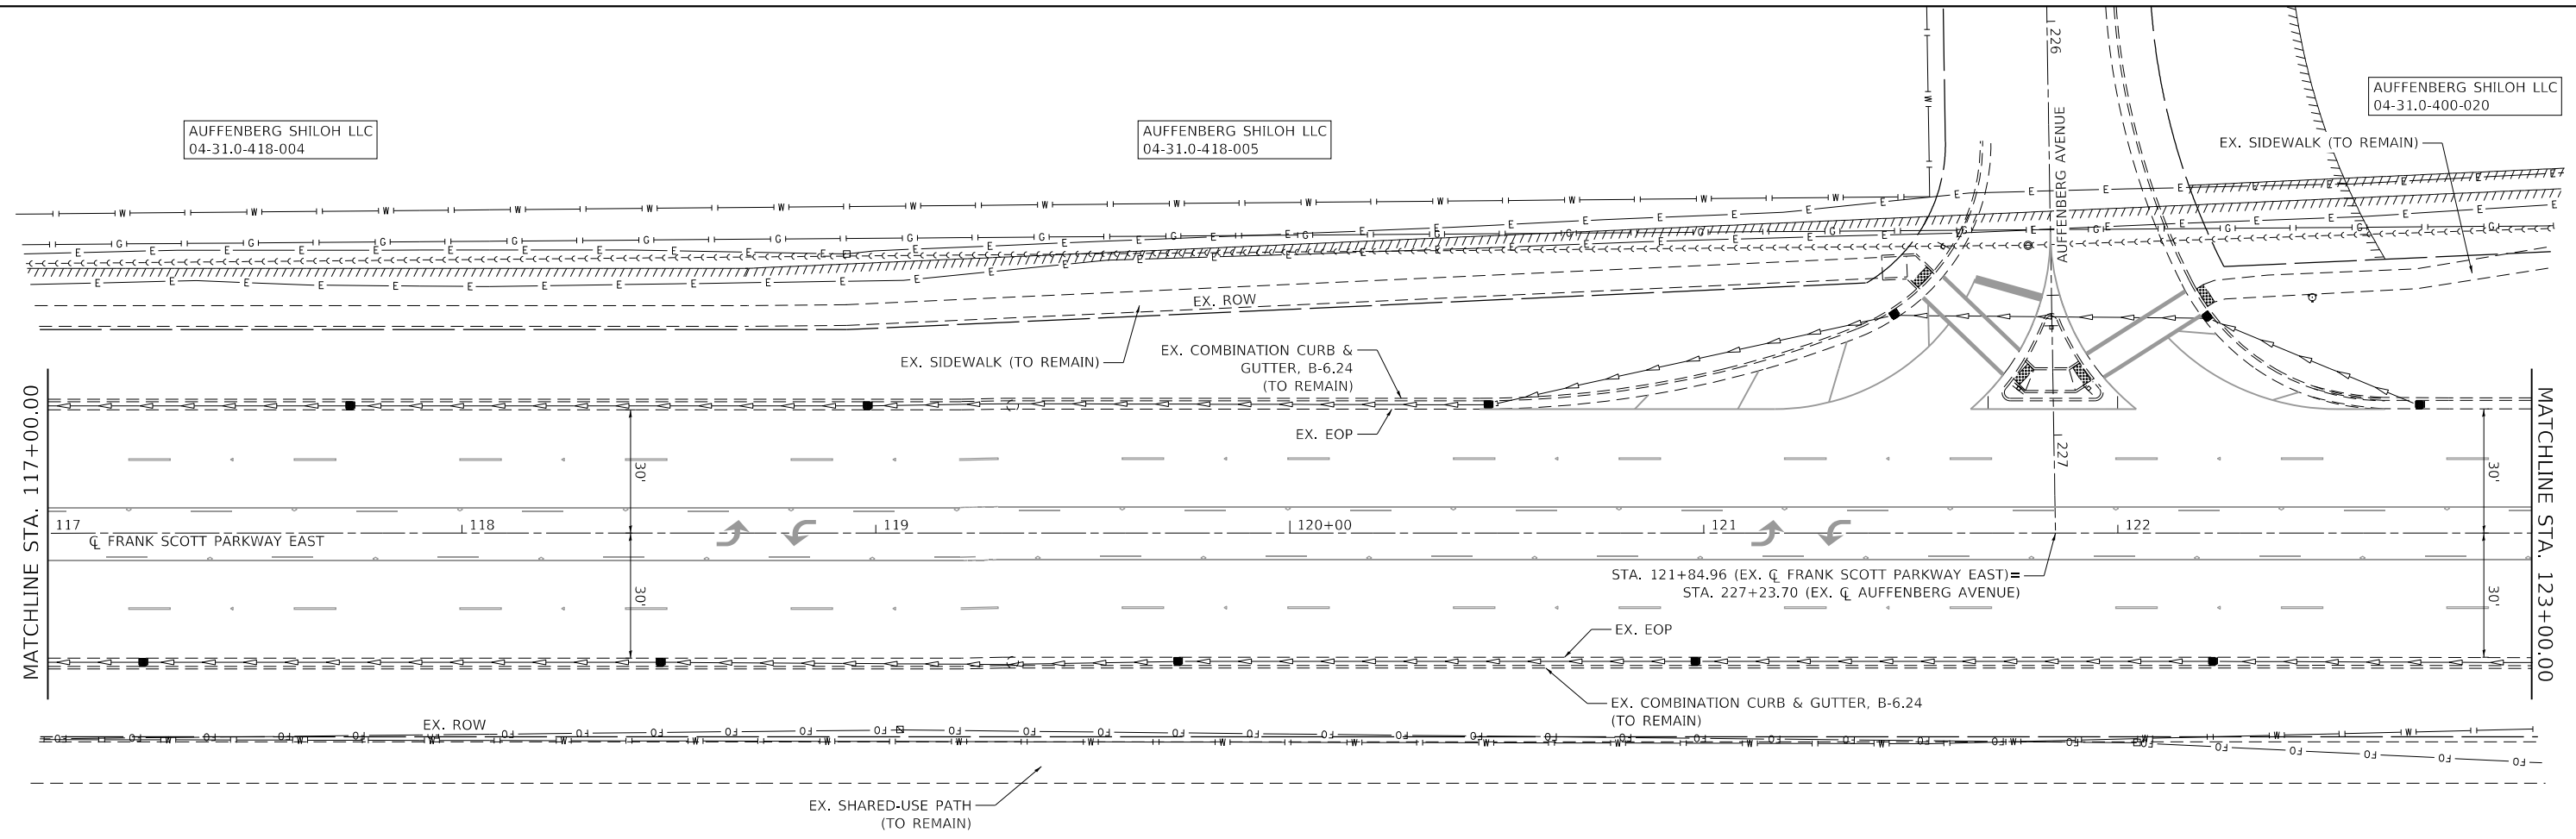 226
AUFFENBERG AVENUE
AUFFENBERG SHILOH LLC
04-31.0-418-004
AUFFENBERG SHILOH LLC
04-31.0-418-005
AUFFENBERG SHILOH LLC
04-31.0-400-020
EX. SIDEWALK (TO REMAIN)
EX. ROW
EX. SIDEWALK (TO REMAIN)
EX. COMBINATION CURB &
GUTTER, B-6.24
(TO REMAIN)
EX. EOP
MATCHLINE STA. 117+00.00
MATCHLINE STA. 123+00.00
30'
227
30'
117
118
119
120+00
121
122
℄ FRANK SCOTT PARKWAY EAST
30'
STA. 121+84.96 (EX. ℄ FRANK SCOTT PARKWAY EAST)=
STA. 227+23.70 (EX. ℄ AUFFENBERG AVENUE)
30'
EX. EOP
EX. COMBINATION CURB & GUTTER, B-6.24
(TO REMAIN)
EX. ROW
EX. SHARED-USE PATH
(TO REMAIN)